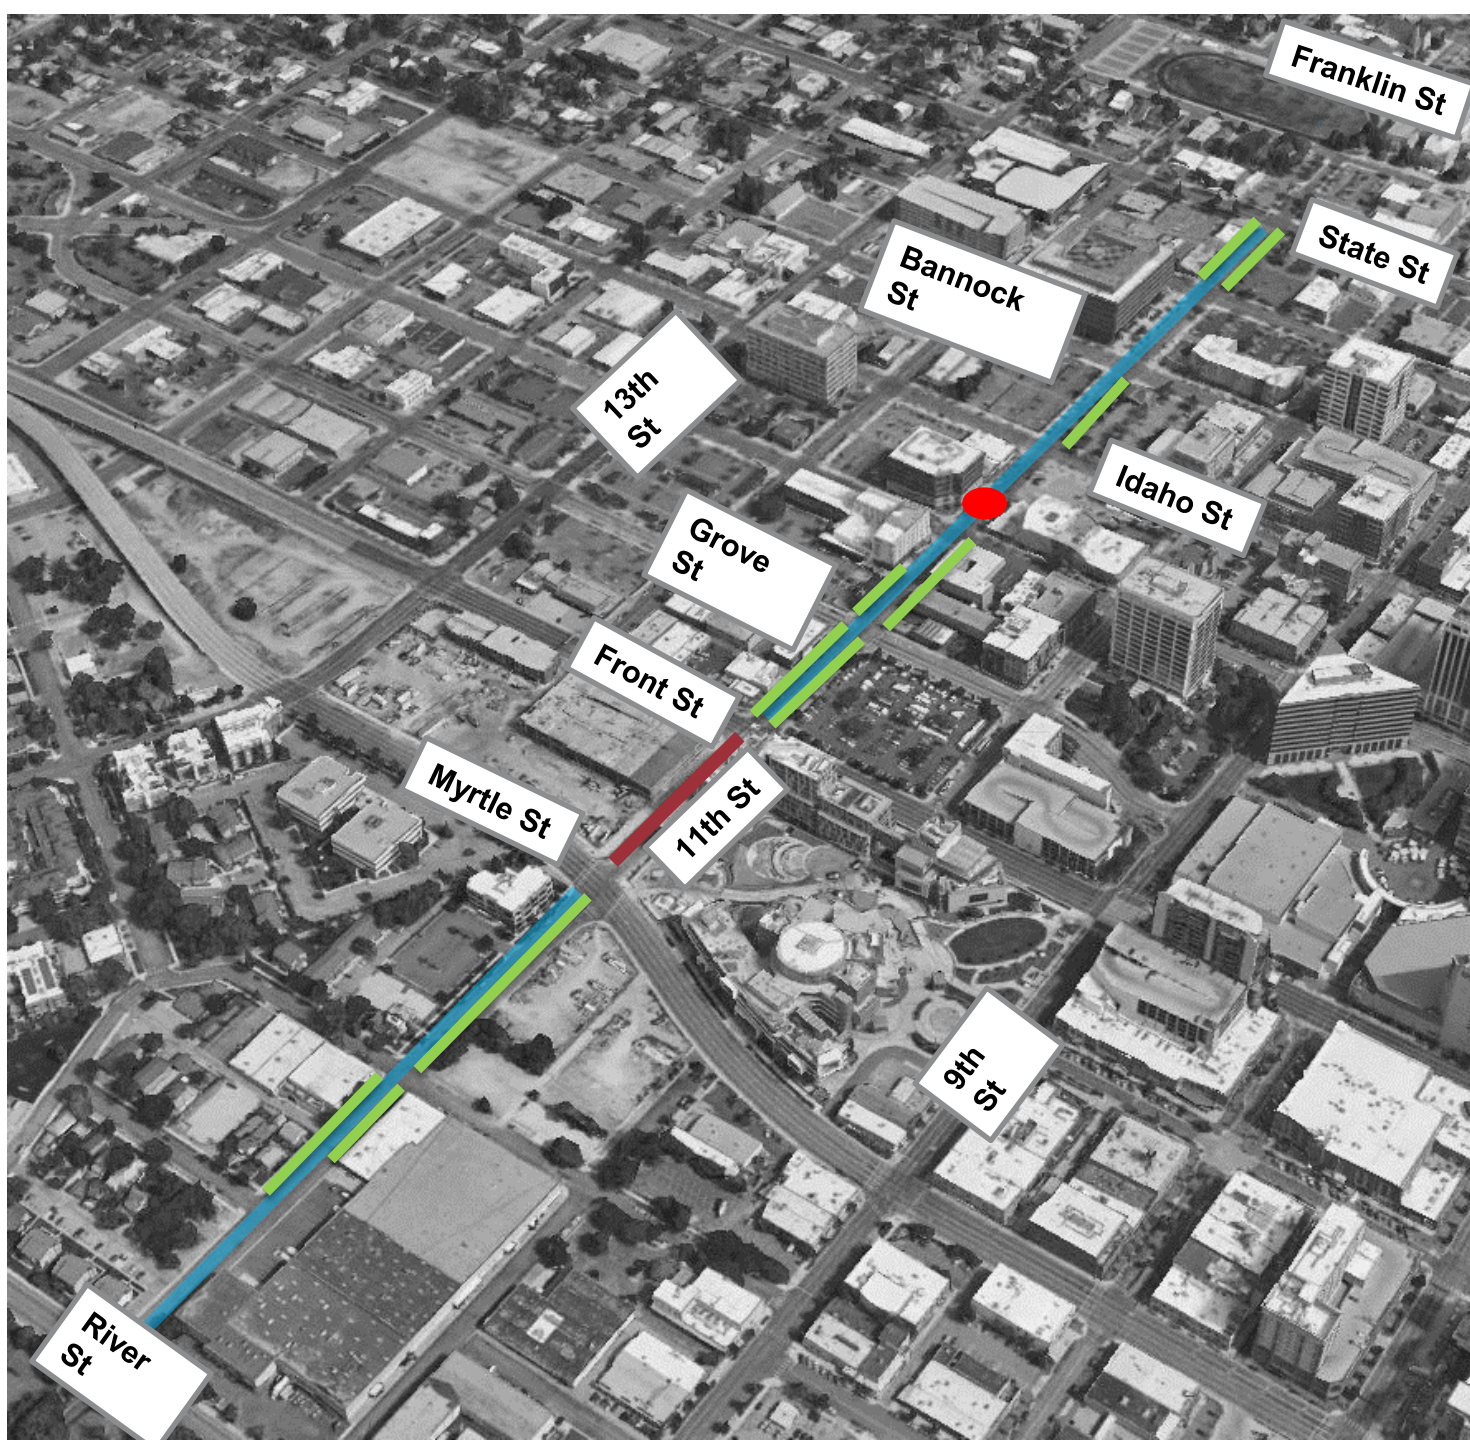 Franklin St
State St
Bannock
St
13th
St
Idaho St
Grove
St
Front St
Myrtle St
11th St
9th
St
River
St